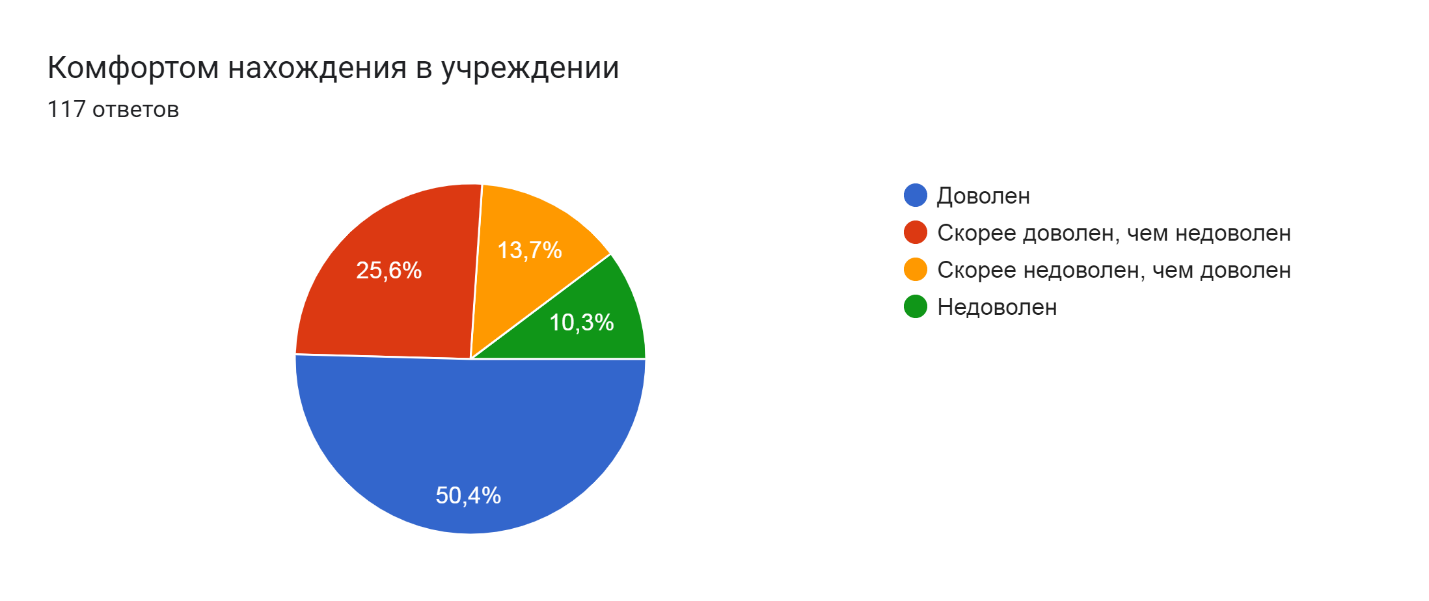 Комфортом нахождения в учреждении
117 ответов
13,7%
25,6%
10,3%
50,4%
Доволен
Скорее доволен, чем недоволен
Скорее недоволен, чем доволен
Недоволен